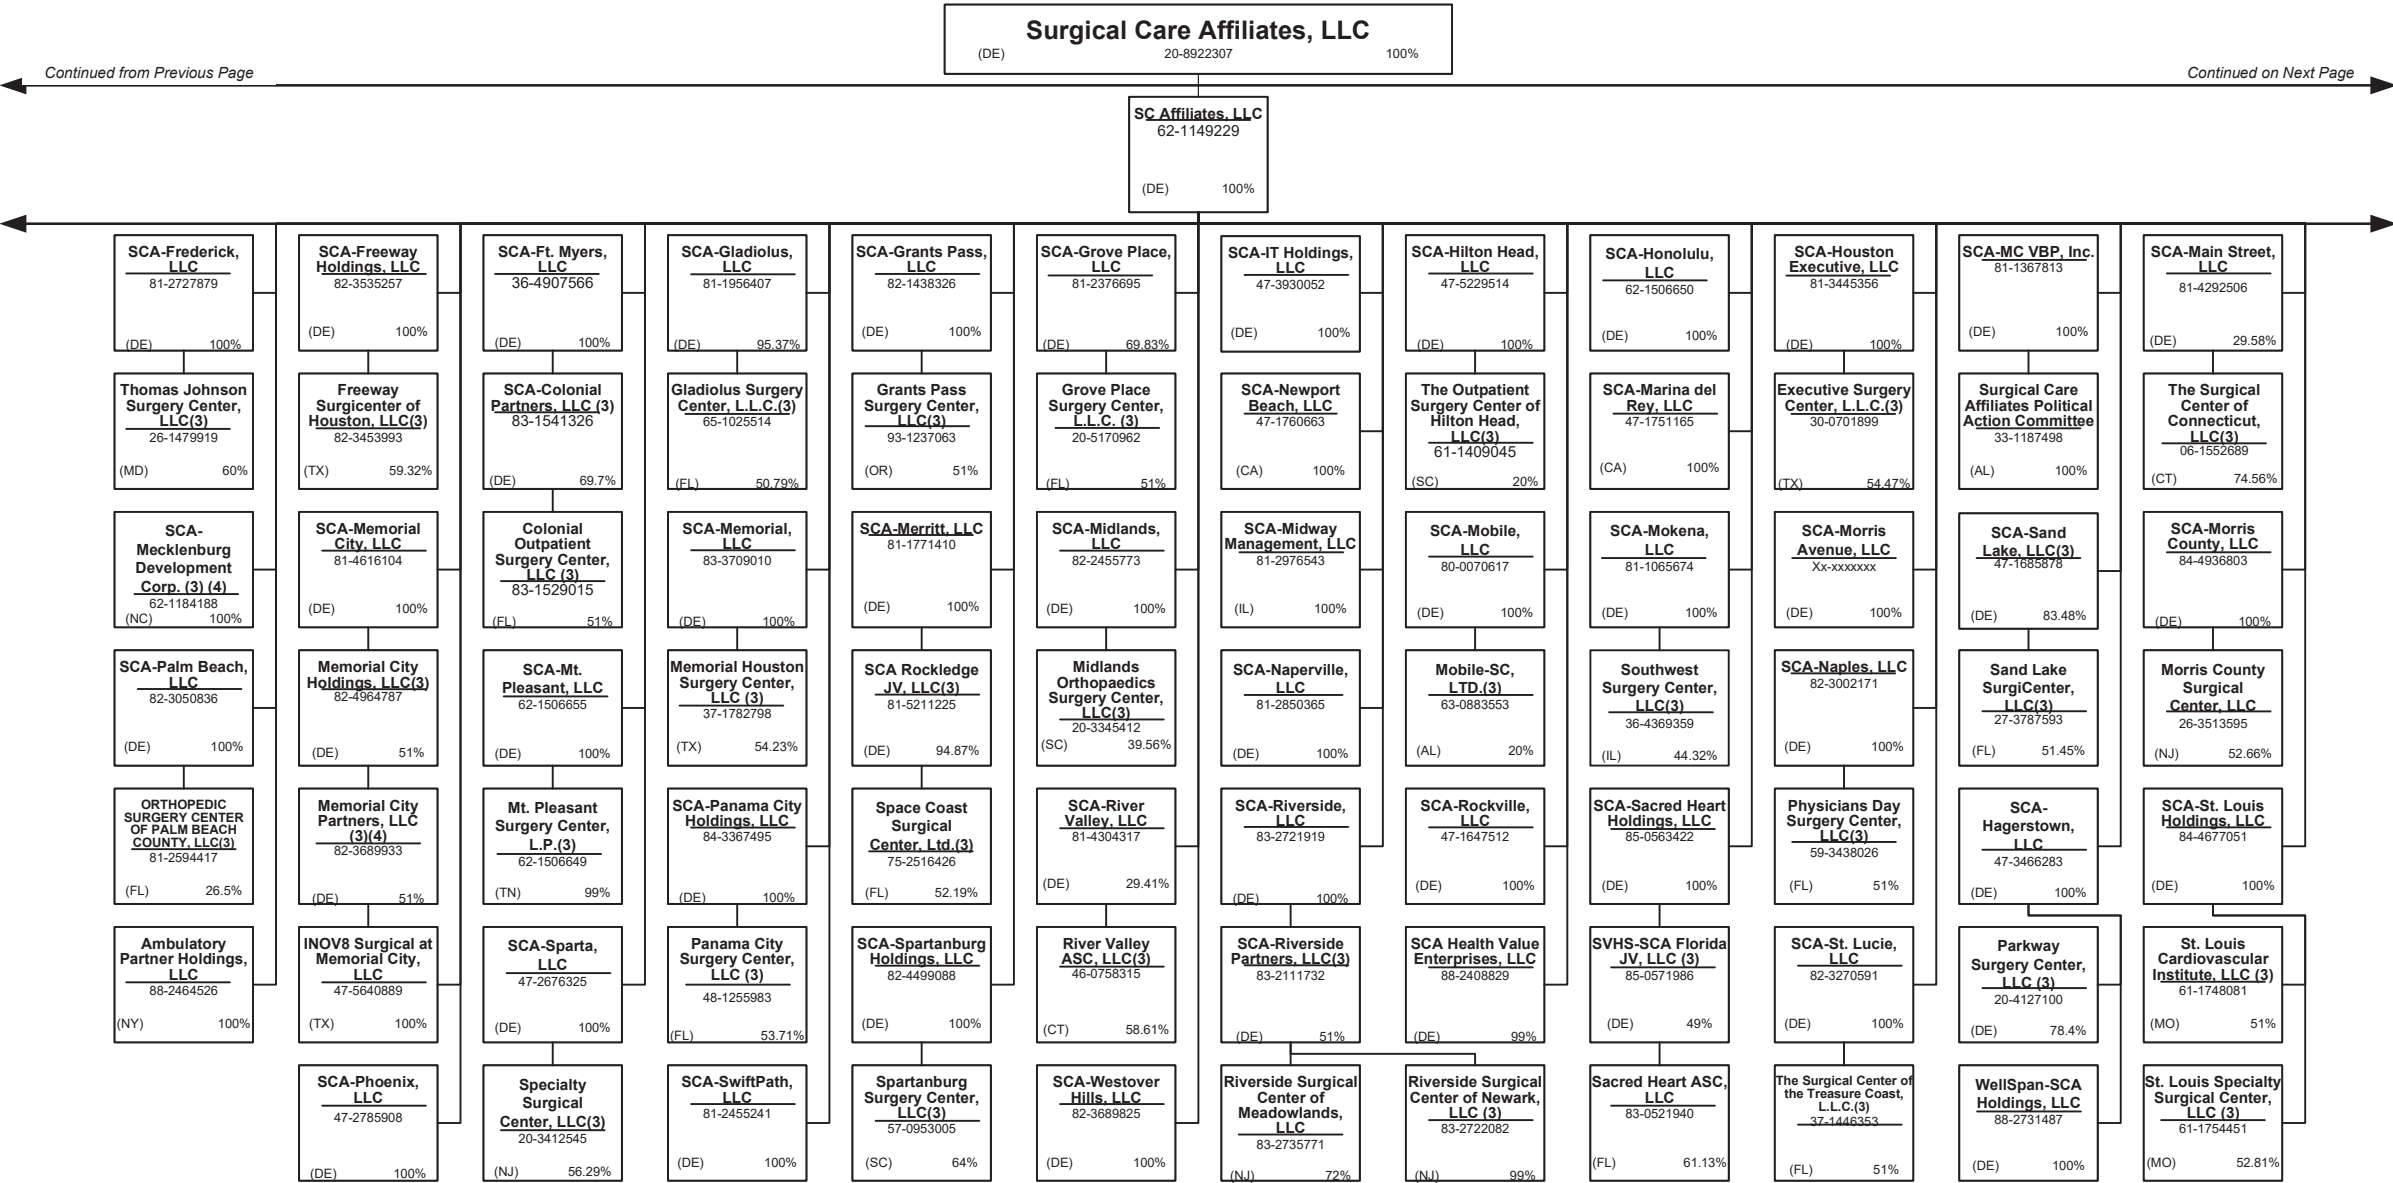 Surgical Care Affiliates, LLC
(DE) 20-8922307 100%
Continued from Previous Page
Continued on Next Page
SC Affiliates, LLC
62-1149229
(DE) 100%
SCA-Frederick,
LLC
81-2727879
(DE) 100%
SCA-Freeway
Holdings, LLC
82-3535257
(DE) 100%
SCA-Ft. Myers,
LLC
36-4907566
(DE) 100%
SCA-Gladiolus,
LLC
81-1956407
(DE) 95.37%
SCA-Grants Pass,
LLC
82-1438326
(DE) 100%
SCA-Grove Place,
LLC
81-2376695
(DE) 69.83%
SCA-IT Holdings,
LLC
47-3930052
(DE) 100%
SCA-Hilton Head,
LLC
47-5229514
(DE) 100%
SCA-Honolulu,
LLC
62-1506650
(DE) 100%
SCA-Houston
Executive, LLC
81-3445356
(DE) 100%
SCA-MC VBP, Inc.
81-1367813
(DE) 100%
SCA-Main Street,
LLC
81-4292506
(DE) 29.58%
Thomas Johnson
Surgery Center,
LLC(3)
26-1479919
(MD) 60%
Freeway
Surgicenter of
Houston, LLC(3)
82-3453993
(TX) 59.32%
SCA-Colonial
Partners, LLC (3)
83-1541326
(DE) 69.7%
Gladiolus Surgery
Center, L.L.C.(3)
65-1025514
(FL) 50.79%
Grants Pass
Surgery Center,
LLC(3)
93-1237063
(OR) 51%
Grove Place
Surgery Center,
L.L.C. (3)
20-5170962
(FL) 51%
SCA-Newport
Beach, LLC
47-1760663
(CA) 100%
The Outpatient
Surgery Center of
Hilton Head,
LLC(3)
61-1409045
(SC) 20%
SCA-Marina del
Rey, LLC
47-1751165
(CA) 100%
Executive Surgery
Center, L.L.C.(3)
30-0701899
(TX) 54.47%
Surgical Care
Affiliates Political
Action Committee
33-1187498
(AL) 100%
The Surgical
Center of
Connecticut,
LLC(3)
06-1552689
(CT) 74.56%
SCA-
Mecklenburg
Development
Corp. (3) (4)
62-1184188
(NC) 100%
SCA-Memorial
City, LLC
81-4616104
(DE) 100%
Colonial
Outpatient
Surgery Center,
LLC (3)
83-1529015
(FL) 51%
SCA-Memorial,
LLC
83-3709010
(DE) 100%
SCA-Merritt, LLC
81-1771410
(DE) 100%
SCA-Midlands,
LLC
82-2455773
(DE) 100%
SCA-Midway
Management, LLC
81-2976543
(IL) 100%
SCA-Mobile,
LLC
80-0070617
(DE) 100%
SCA-Mokena,
LLC
81-1065674
(DE) 100%
SCA-Morris
Avenue, LLC
Xx-xxxxxxx
(DE) 100%
SCA-Sand
Lake, LLC(3)
47-1685878
(DE) 83.48%
SCA-Morris
County, LLC
84-4936803
(DE) 100%
SCA-Palm Beach,
LLC
82-3050836
(DE) 100%
Memorial City
Holdings, LLC(3)
82-4964787
(DE) 51%
SCA-Mt.
Pleasant, LLC
62-1506655
(DE) 100%
Memorial Houston
Surgery Center,
LLC (3)
37-1782798
(TX) 54.23%
SCA Rockledge
JV, LLC(3)
81-5211225
(DE) 94.87%
Midlands
Orthopaedics
Surgery Center,
LLC(3)
20-3345412
(SC) 39.56%
SCA-Naperville,
LLC
81-2850365
(DE) 100%
Mobile-SC,
LTD.(3)
63-0883553
(AL) 20%
Southwest
Surgery Center,
LLC(3)
36-4369359
(IL) 44.32%
SCA-Naples, LLC
82-3002171
(DE) 100%
Sand Lake
SurgiCenter,
LLC(3)
27-3787593
(FL) 51.45%
Morris County
Surgical
Center, LLC
26-3513595
(NJ) 52.66%
ORTHOPEDIC
SURGERY CENTER
OF PALM BEACH
COUNTY, LLC(3)
81-2594417
(FL) 26.5%
Memorial City
Partners, LLC
(3)(4)
82-3689933
(DE) 51%
Mt. Pleasant
Surgery Center,
L.P.(3)
62-1506649
(TN) 99%
SCA-Panama City
Holdings, LLC
84-3367495
(DE) 100%
Space Coast
Surgical
Center, Ltd.(3)
75-2516426
(FL) 52.19%
SCA-River
Valley, LLC
81-4304317
(DE) 29.41%
SCA-Riverside,
LLC
83-2721919
(DE) 100%
SCA-Rockville,
LLC
47-1647512
(DE) 100%
SCA-Sacred Heart
Holdings, LLC
85-0563422
(DE) 100%
Physicians Day
Surgery Center,
LLC(3)
59-3438026
(FL) 51%
SCA-
Hagerstown,
LLC
47-3466283
(DE) 100%
SCA-St. Louis
Holdings, LLC
84-4677051
(DE) 100%
Ambulatory
Partner Holdings,
LLC
88-2464526
(NY) 100%
INOV8 Surgical at
Memorial City,
LLC
47-5640889
(TX) 100%
SCA-Sparta,
LLC
47-2676325
(DE) 100%
Panama City
Surgery Center,
LLC (3)
48-1255983
(FL) 53.71%
SCA-Spartanburg
Holdings, LLC
82-4499088
(DE) 100%
River Valley
ASC, LLC(3)
46-0758315
(CT) 58.61%
SCA-Riverside
Partners, LLC(3)
83-2111732
(DE) 51%
SCA Health Value
Enterprises, LLC
88-2408829
(DE) 99%
SVHS-SCA Florida
JV, LLC (3)
85-0571986
(DE) 49%
SCA-St. Lucie,
LLC
82-3270591
(DE) 100%
Parkway
Surgery Center,
LLC (3)
20-4127100
(DE) 78.4%
St. Louis
Cardiovascular
Institute, LLC (3)
61-1748081
(MO) 51%
SCA-Phoenix,
LLC
47-2785908
(DE) 100%
Specialty
Surgical
Center, LLC(3)
20-3412545
(NJ) 56.29%
SCA-SwiftPath,
LLC
81-2455241
(DE) 100%
Spartanburg
Surgery Center,
LLC(3)
57-0953005
(SC) 64%
SCA-Westover
Hills, LLC
82-3689825
(DE) 100%
Riverside Surgical
Center of
Meadowlands,
LLC
83-2735771
(NJ) 72%
Riverside Surgical
Center of Newark,
LLC (3)
83-2722082
(NJ) 99%
Sacred Heart ASC,
LLC
83-0521940
(FL) 61.13%
The Surgical Center of
the Treasure Coast,
L.L.C.(3)
37-1446353
(FL) 51%
WellSpan-SCA
Holdings, LLC
88-2731487
(DE) 100%
St. Louis Specialty
Surgical Center,
LLC (3)
61-1754451
(MO) 52.81%